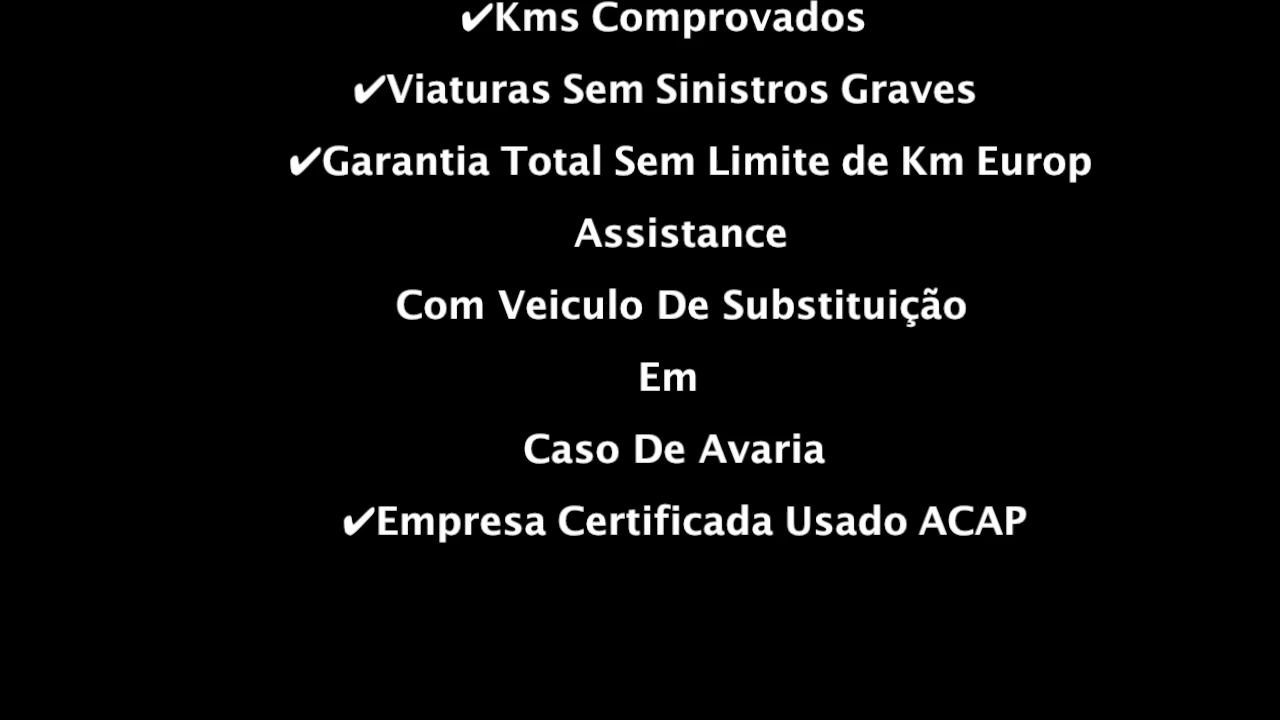 ✔Kms Comprovados
✔Viaturas Sem Sinistros Graves
✔Garantia Total Sem Limite de Km Europ
Assistance
Com Veiculo De Substituição
Em
Caso De Avaria
✔Empresa Certificada Usado ACAP